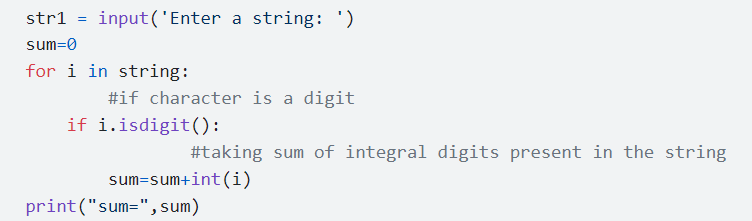 str1 = input('Enter a string: ')
sum=0
for i in string:
        #if character is a digit
    if i.isdigit():
                #taking sum of integral digits present in the string
        sum=sum+int(i)
print("sum=",sum)